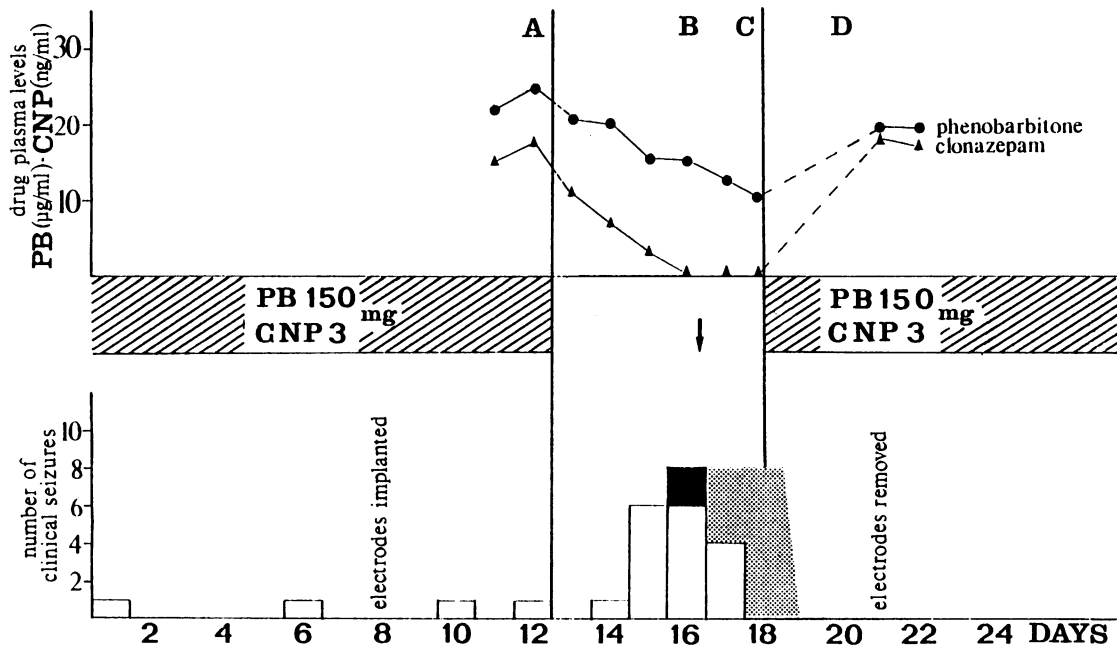 A B C D
drug plasma levels
PB (µg/ml) - CNP (ng/ml)
30
20
10
phenobarbitone
clonazepam
PB 150 mg
CNP 3
PB 150 mg
CNP 3
number of
clinical seizures
10
8
6
4
2
electrodes implanted
electrodes removed
2 4 6 8 10 12 14 16 18 20 22 24 DAYS